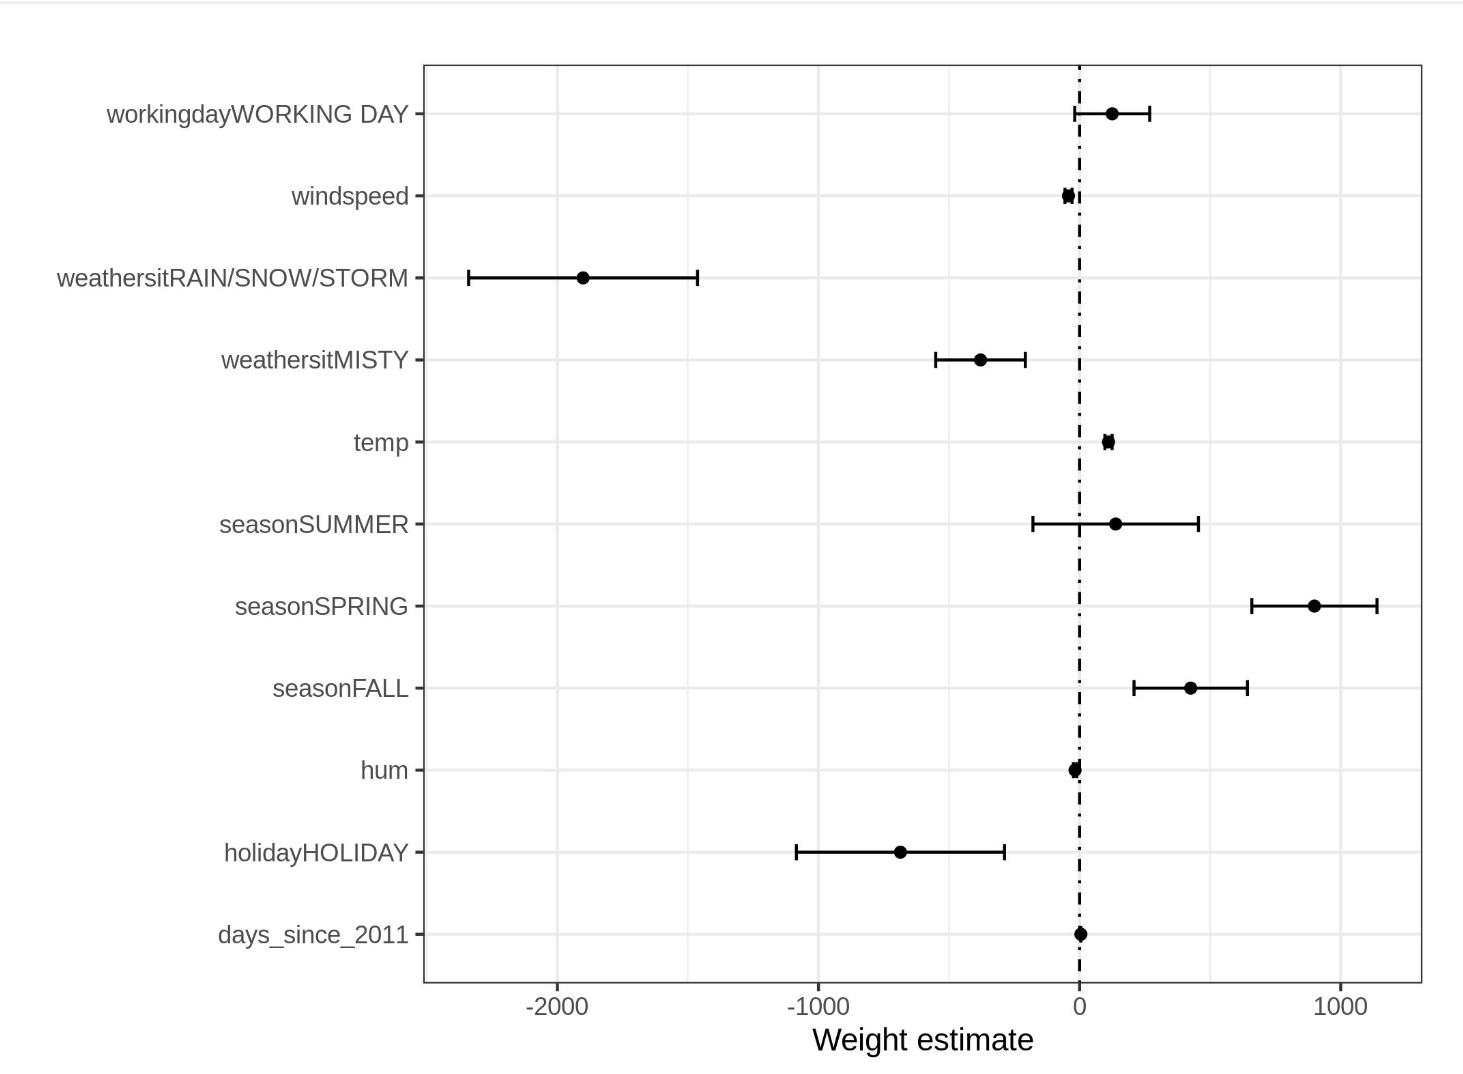 workingdayWORKING DAY
windspeed
weathersitRAIN/SNOW/STORM
weathersitMISTY
temp
seasonSUMMER
seasonSPRING
seasonFALL
hum
holidayHOLIDAY
days_since_2011
-2000 -1000 0 1000
Weight estimate